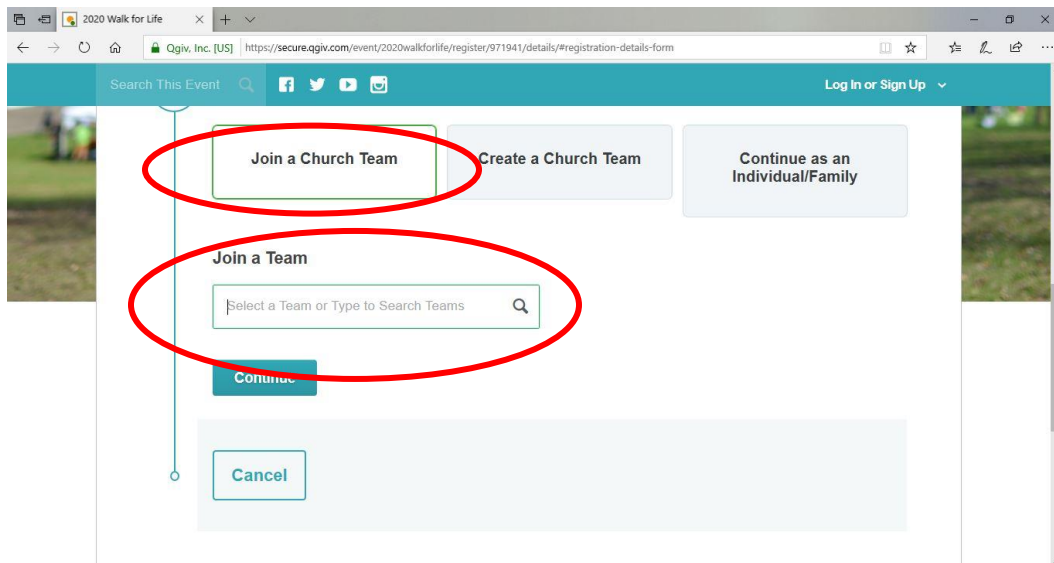 2020 Walk for Life
Qgiv, Inc. [US] https://secure.qgiv.com/event/2020walkforlife/register/971941/details/#registration-details-form
Search This Event
Log In or Sign Up
Join a Church Team
Create a Church Team
Continue as an
Individual/Family
Join a Team
Select a Team or Type to Search Teams
Continue
Cancel